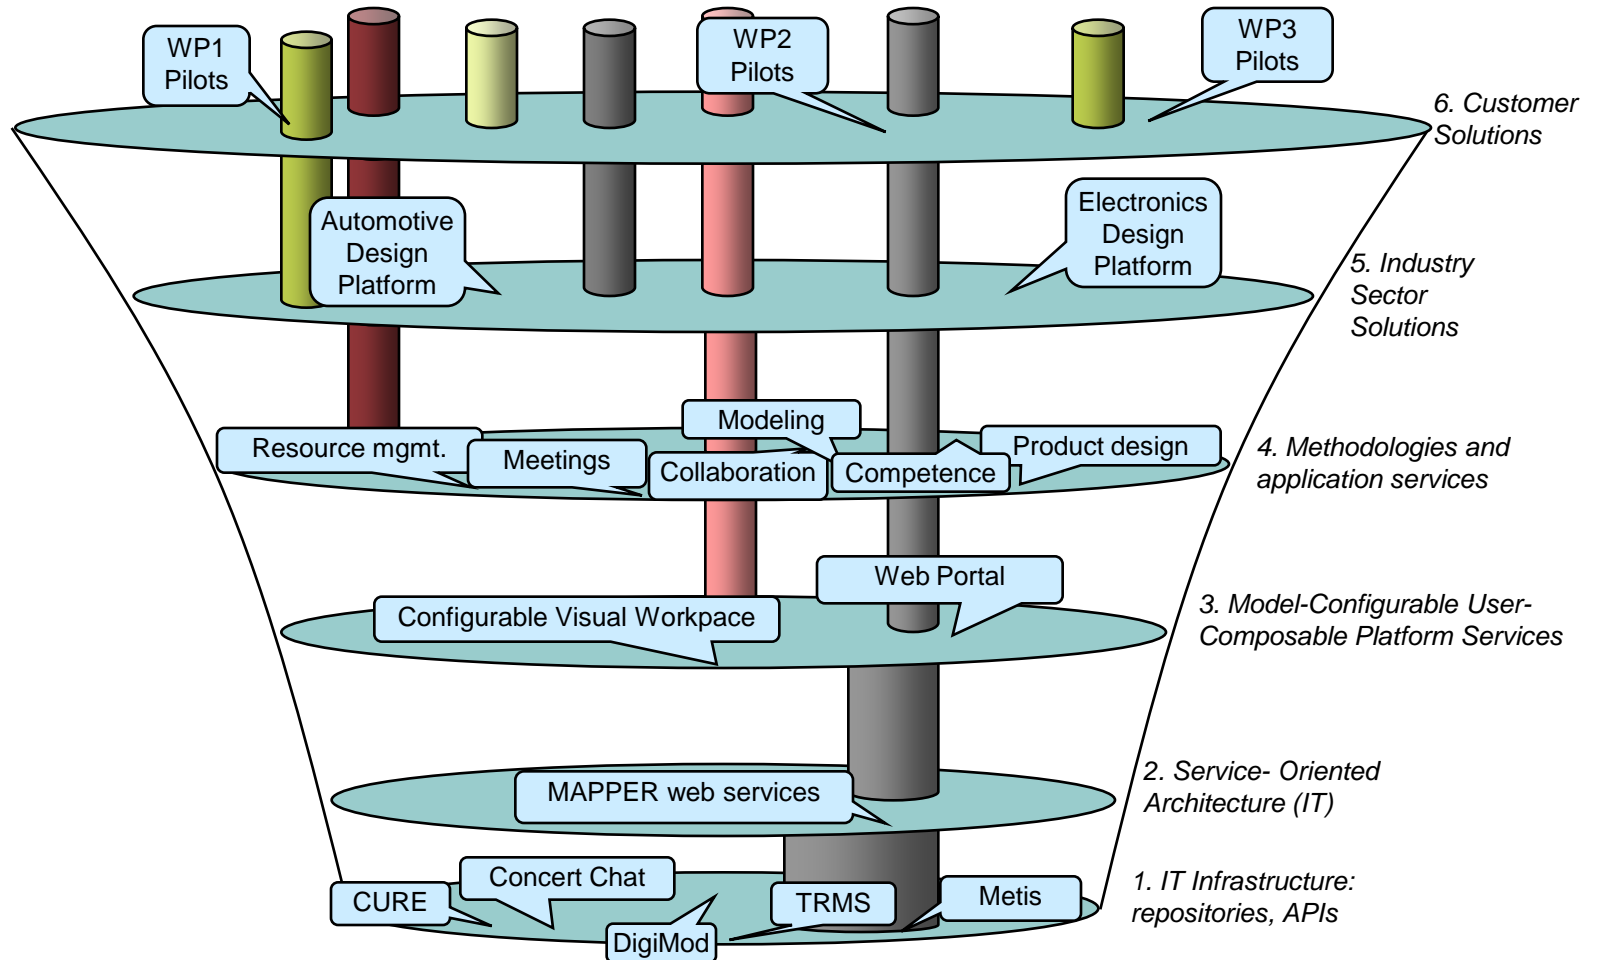 WP1
Pilots
WP2
Pilots
WP3
Pilots
6. Customer
Solutions
Automotive
Design
Platform
Electronics
Design
Platform
5. Industry
Sector
Solutions
Modeling
Resource mgmt.
Meetings
Collaboration
Competence
Product design
4. Methodologies and
application services
Web Portal
Configurable Visual Workpace
3. Model-Configurable User-
Composable Platform Services
MAPPER web services
2. Service- Oriented
Architecture (IT)
Concert Chat
CURE
DigiMod
TRMS
Metis
1. IT Infrastructure:
repositories, APIs